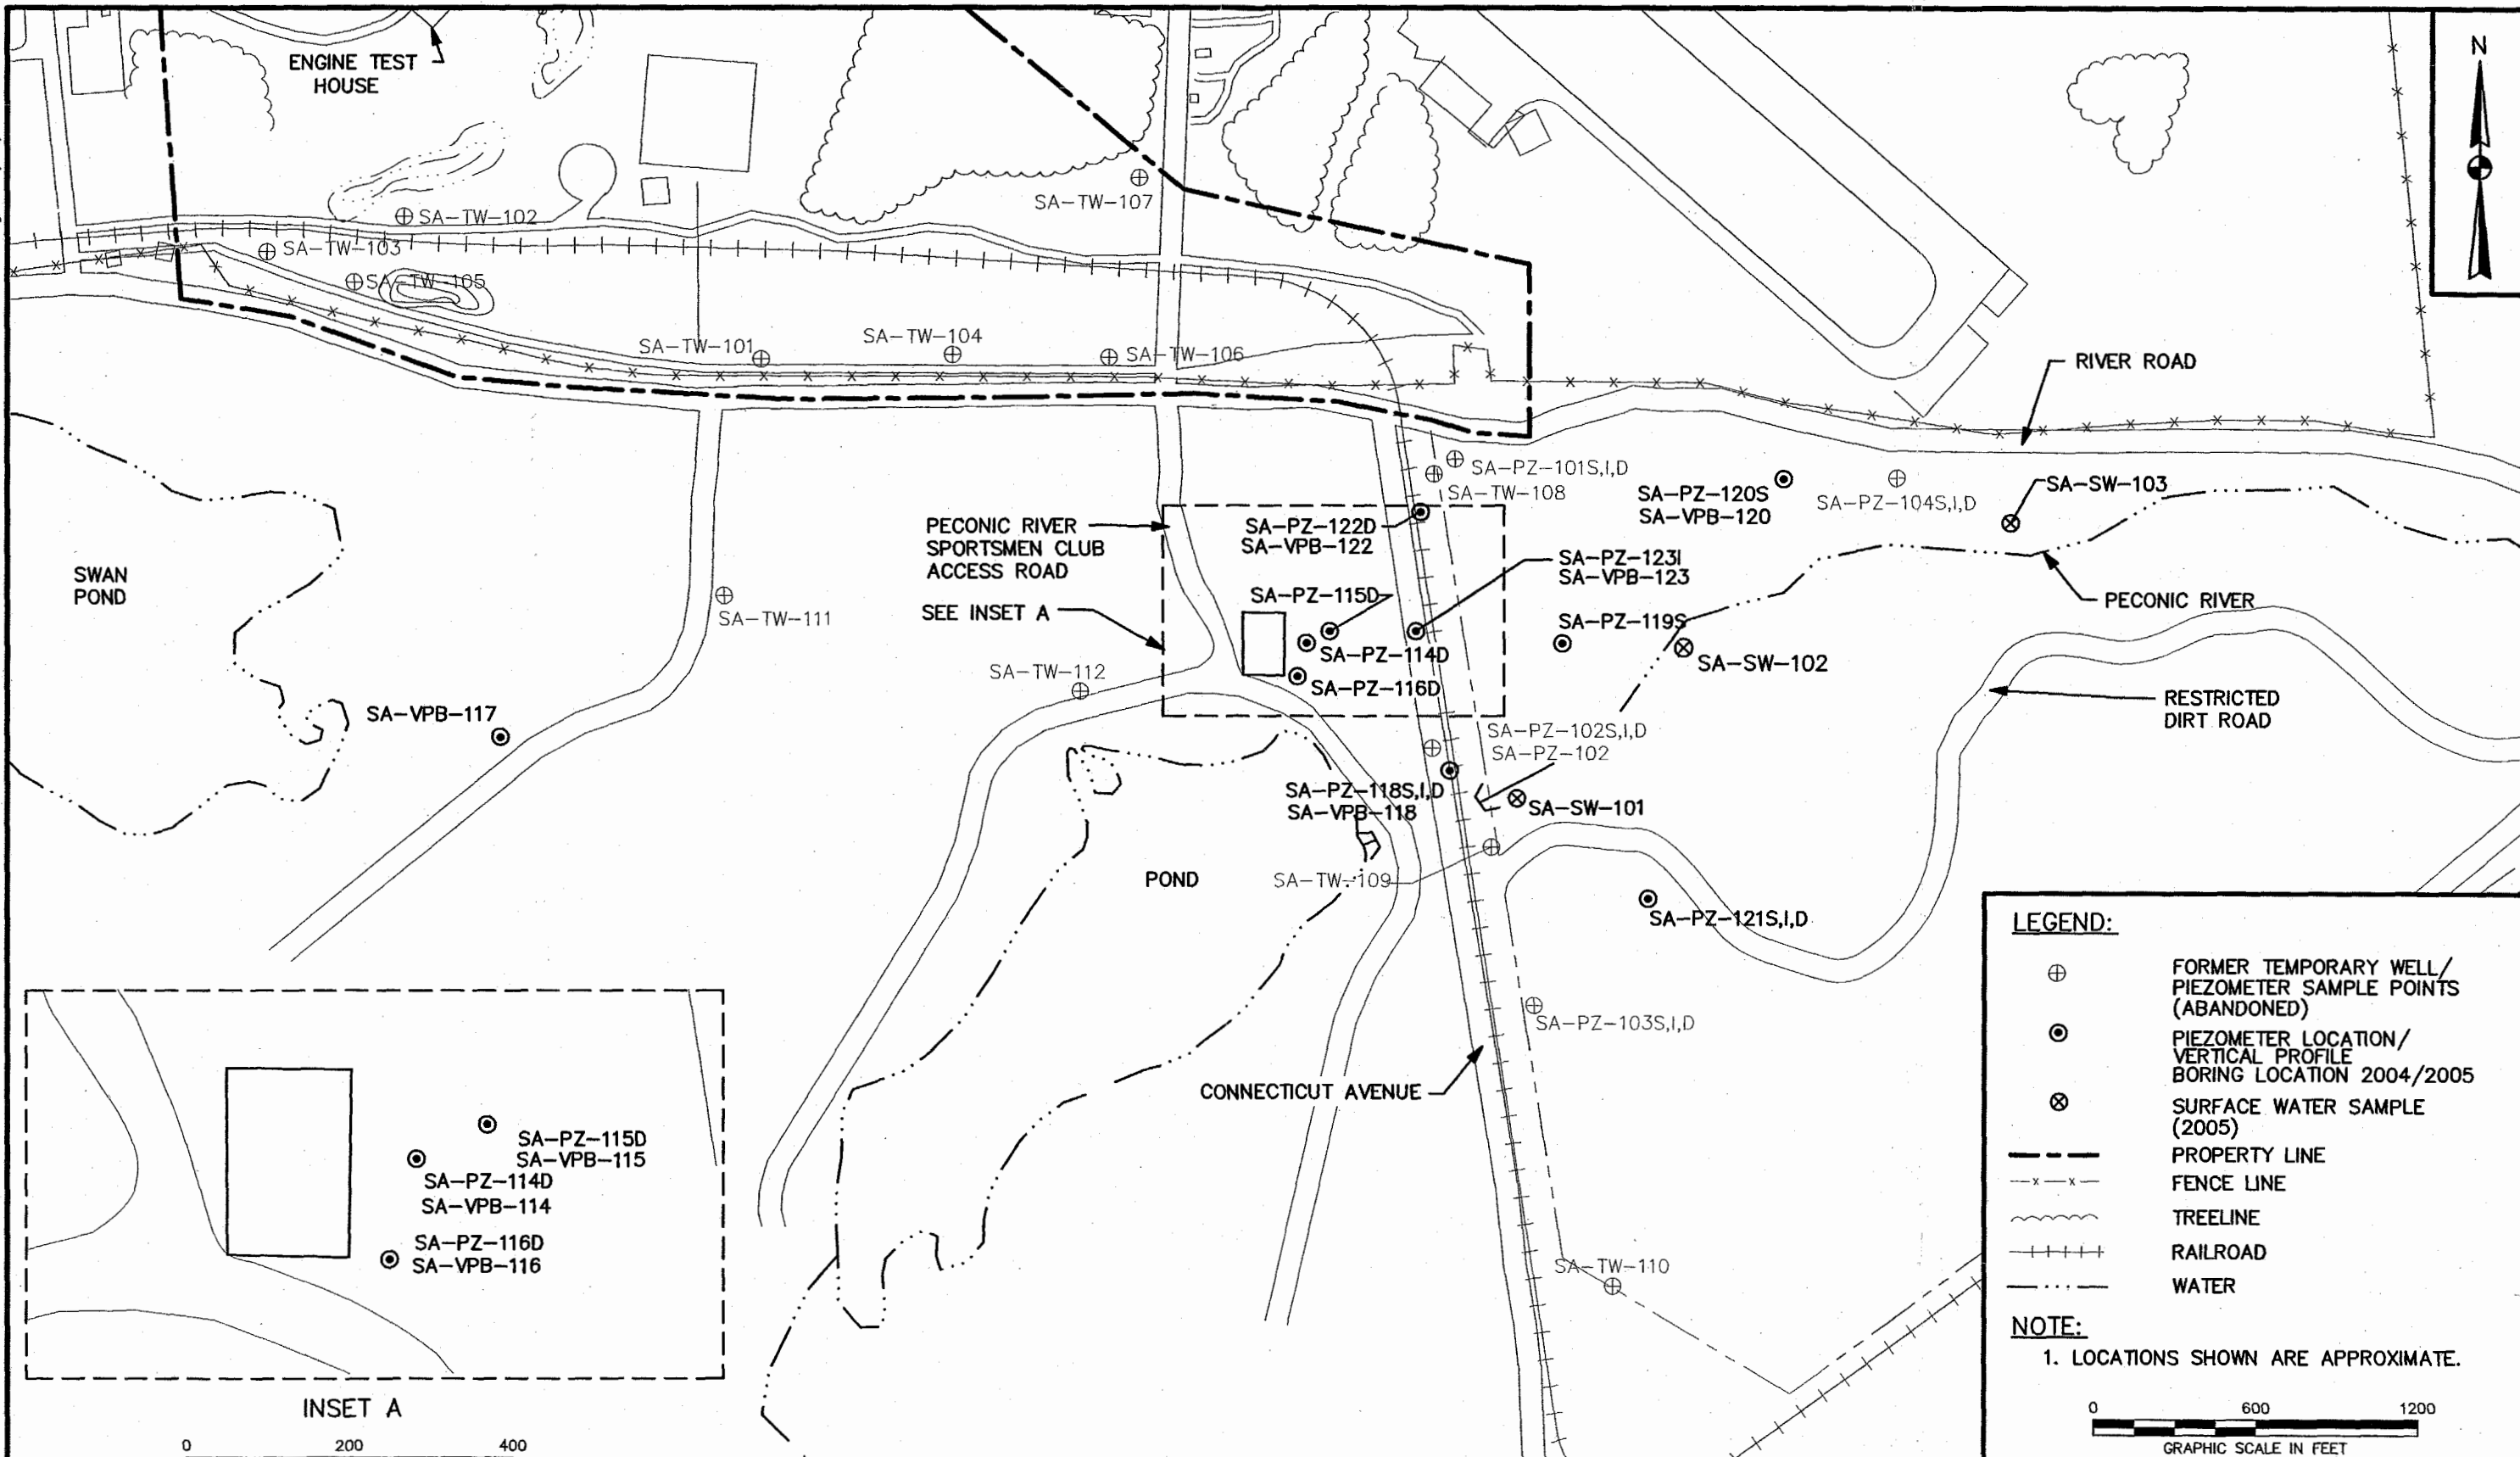 ENGINE TEST
HOUSE
N
SA-TW-107
SA-TW-102
SA-TW-103
SA-TW-105
SA-TW-101
SA-TW-104
SA-TW-106
RIVER ROAD
SA-PZ-101S,I,D
SA-TW-108
SA-PZ-120S
SA-VPB-120
SA-PZ-104S,I,D
SA-SW-103
PECONIC RIVER
SPORTSMEN CLUB
ACCESS ROAD
SA-PZ-122D
SA-VPB-122
SA-PZ-123I
SA-VPB-123
SWAN
POND
SA-TW-111
SEE INSET A
SA-PZ-115D
SA-PZ-114D
SA-PZ-116D
SA-PZ-119S
SA-SW-102
PECONIC RIVER
SA-TW-112
RESTRICTED
DIRT ROAD
SA-VPB-117
SA-PZ-102S,I,D
SA-PZ-102
SA-PZ-118S,I,D
SA-VPB-118
SA-SW-101
POND
SA-TW-109
SA-PZ-121S,I,D
SA-PZ-103S,I,D
CONNECTICUT AVENUE
SA-TW-110
SA-PZ-115D
SA-VPB-115
SA-PZ-114D
SA-VPB-114
SA-PZ-116D
SA-VPB-116
INSET A
0 200 400
LEGEND:
FORMER TEMPORARY WELL/
PIEZOMETER SAMPLE POINTS
(ABANDONED)
PIEZOMETER LOCATION/
VERTICAL PROFILE
BORING LOCATION 2004/2005
SURFACE WATER SAMPLE
(2005)
PROPERTY LINE
FENCE LINE
TREELINE
RAILROAD
WATER
NOTE:
1. LOCATIONS SHOWN ARE APPROXIMATE.
0 600 1200
GRAPHIC SCALE IN FEET